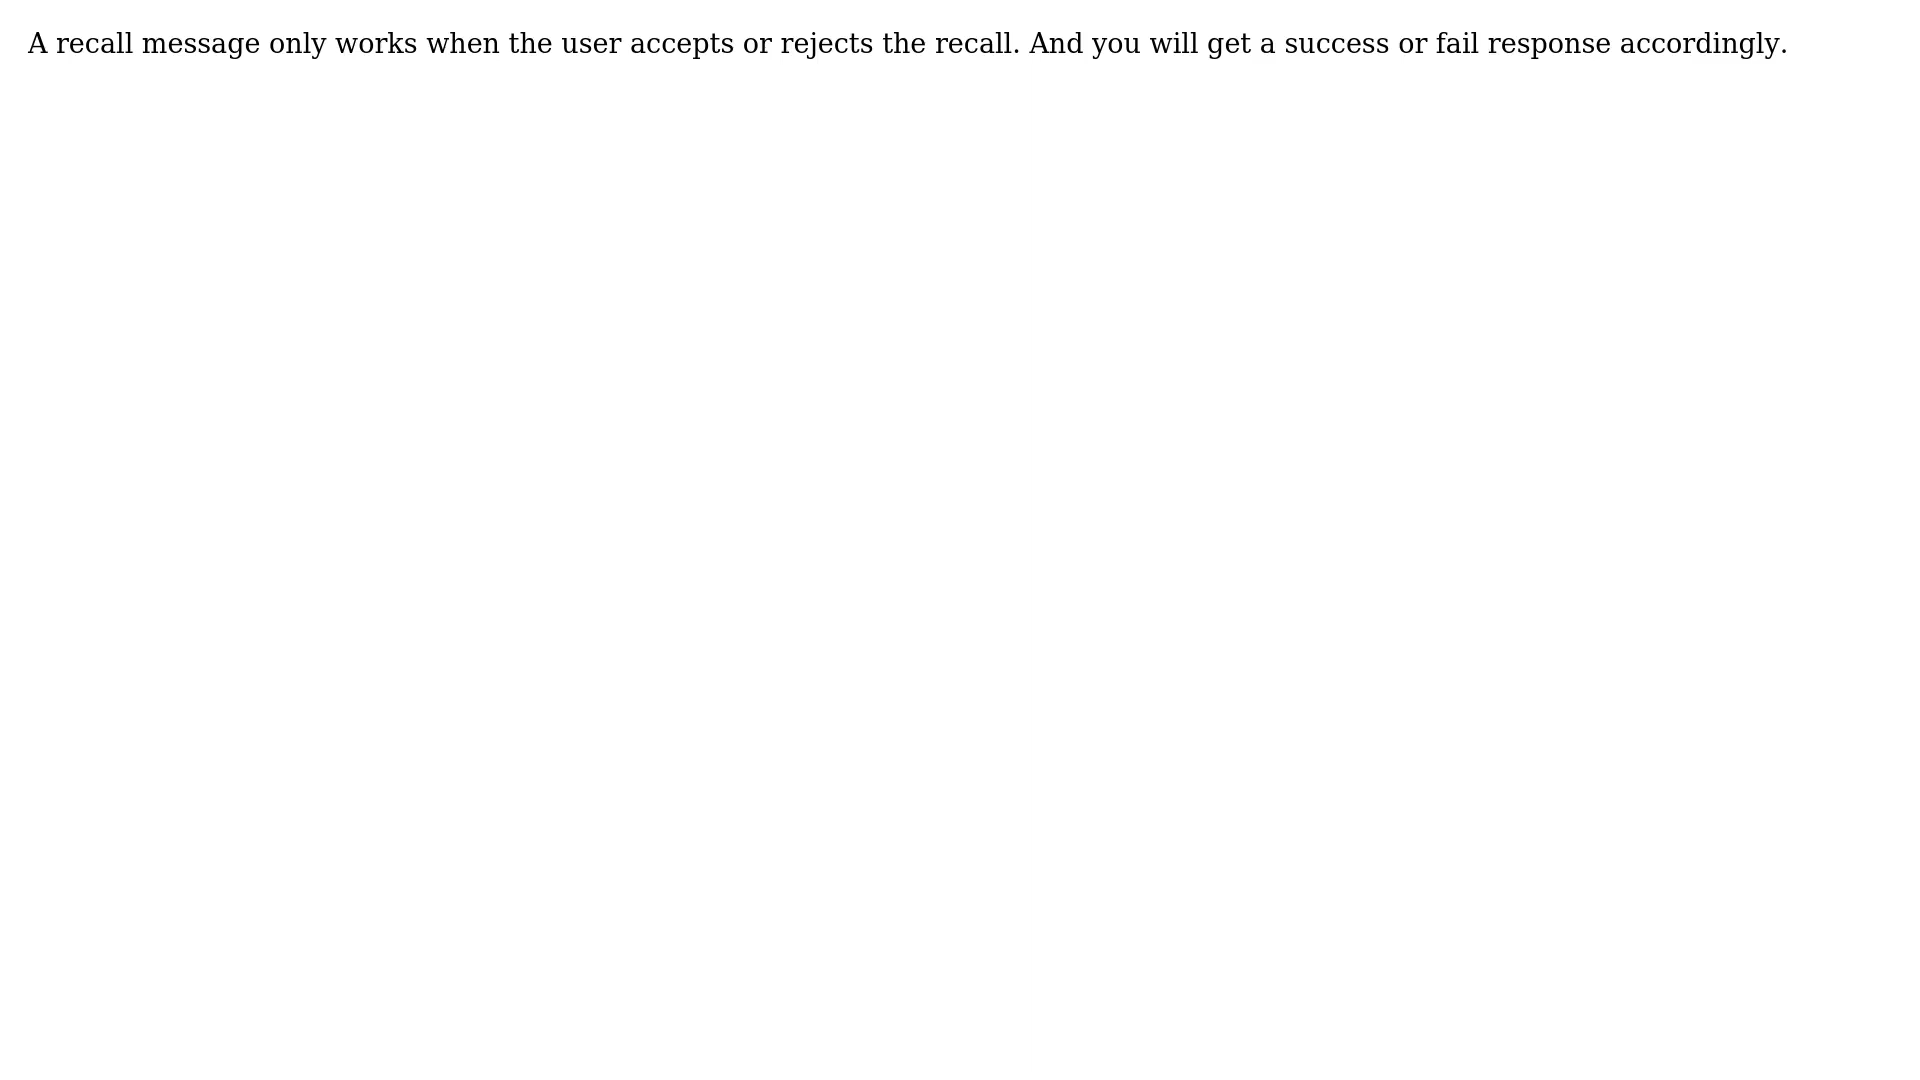 A recall message only works when the user accepts or rejects the recall. And you will get a success or fail response accordingly.